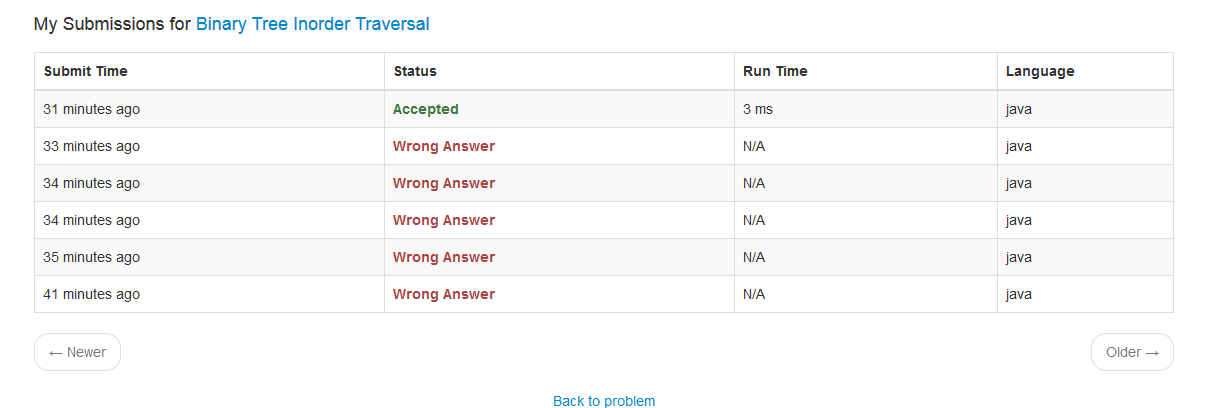 My Submissions for Binary Tree Inorder Traversal
Submit Time Status Run Time Language
31 minutes ago Accepted 3 ms java
33 minutes ago Wrong Answer N/A java
34 minutes ago Wrong Answer N/A java
34 minutes ago Wrong Answer N/A java
35 minutes ago Wrong Answer N/A java
41 minutes ago Wrong Answer N/A java
← Newer Older →
Back to problem